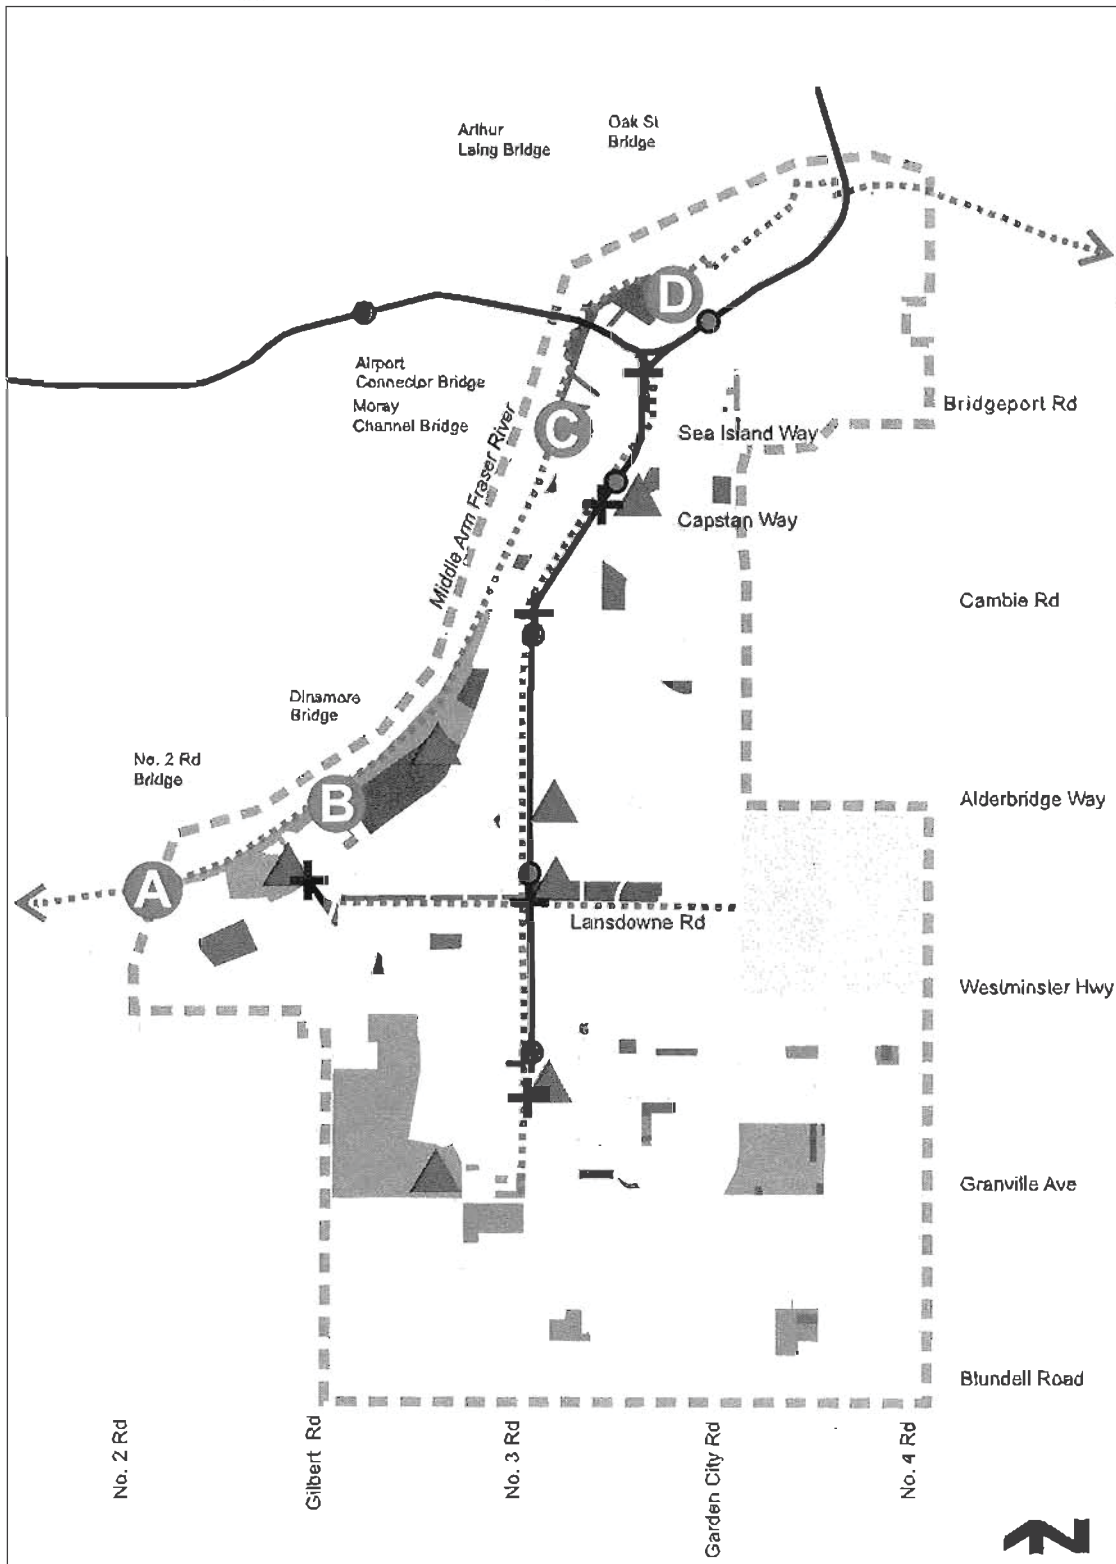 Arthur
Laing Bridge
Oak St
Bridge
D
Airport
Connector Bridge
Moray
Channel Bridge
Bridgeport Rd
C
Sea Island Way
Middle Arm Fraser River
Capstan Way
Cambie Rd
Dinsmore
Bridge
No. 2 Rd
Bridge
B
Alderbridge Way
A
Lansdowne Rd
Westminster Hwy
Granville Ave
Blundell Road
No. 2 Rd
Gilbert Rd
No. 3 Rd
Garden City Rd
No. 4 Rd
N